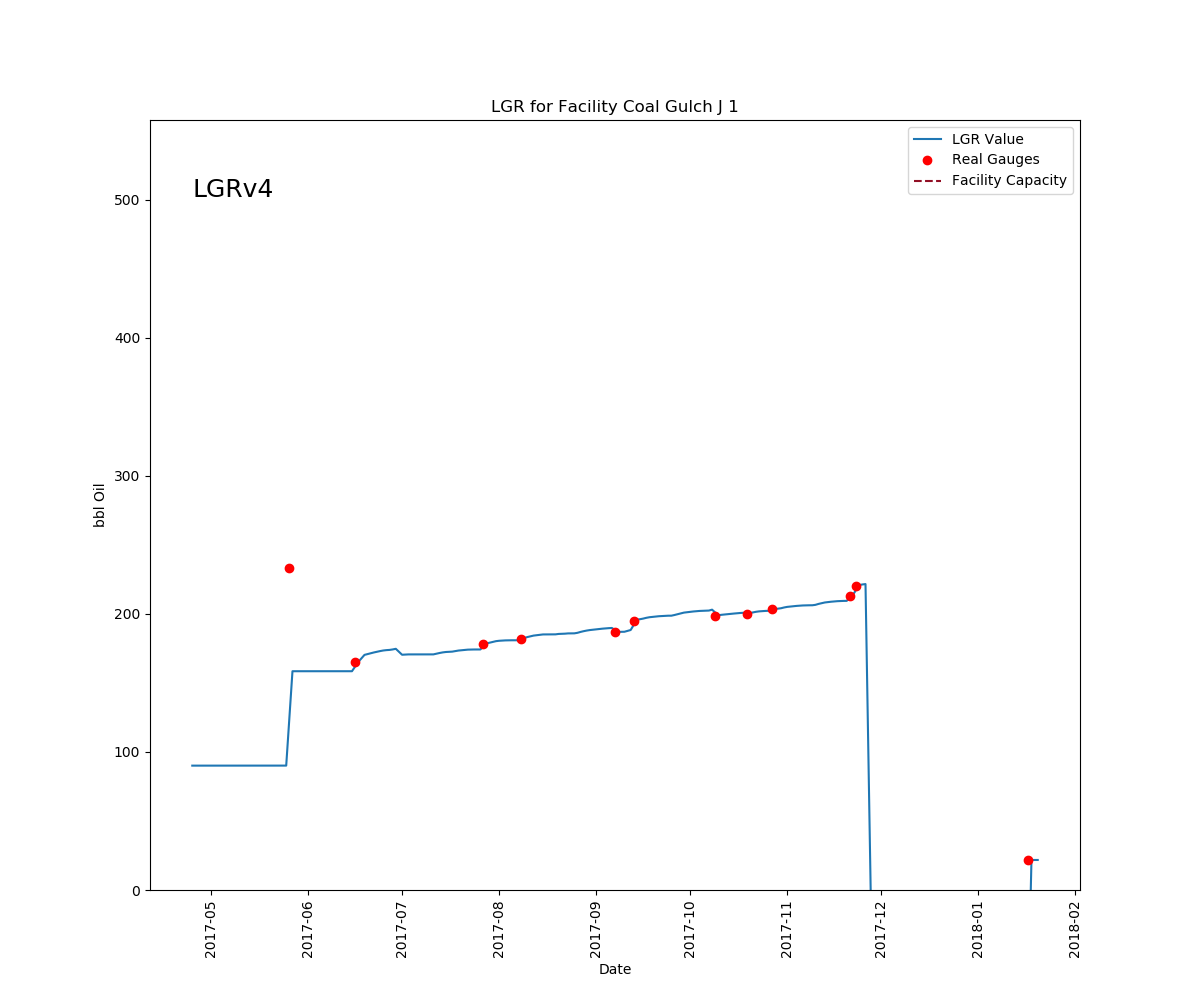 LGR for Facility Coal Gulch J 1
LGRv4
LGR Value
Real Gauges
Facility Capacity
bbl Oil
500
400
300
200
100
0
2017-05
2017-06
2017-07
2017-08
2017-09
2017-10
2017-11
2017-12
2018-01
2018-02
Date